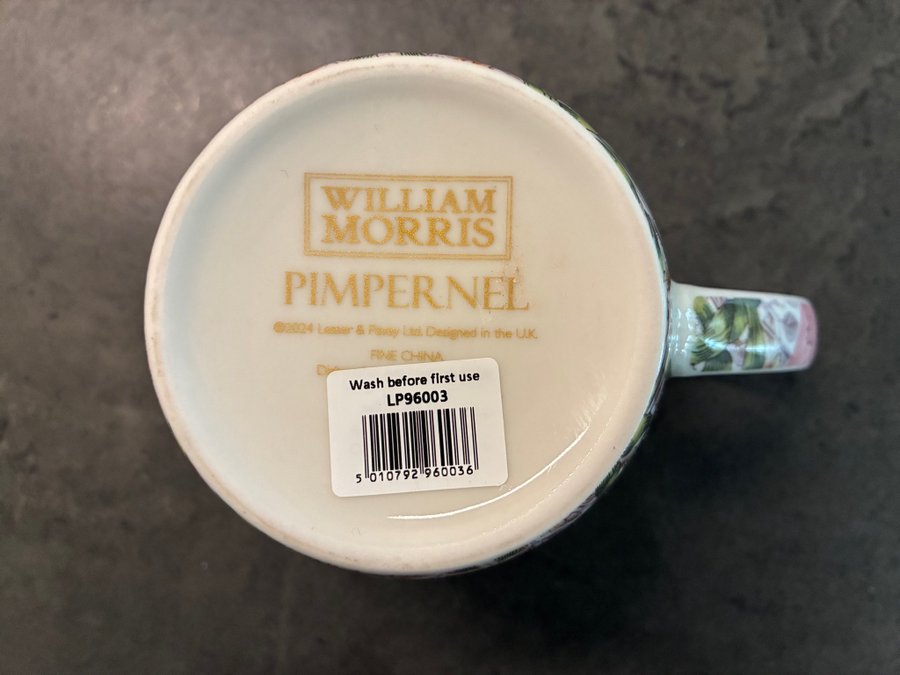 WILLIAM
MORRIS
PIMPERNEL
©2024 Lesser & Pavey Ltd. Designed in the U.K.
FINE CHINA
Wash before first use
LP96003
5 010792 960036